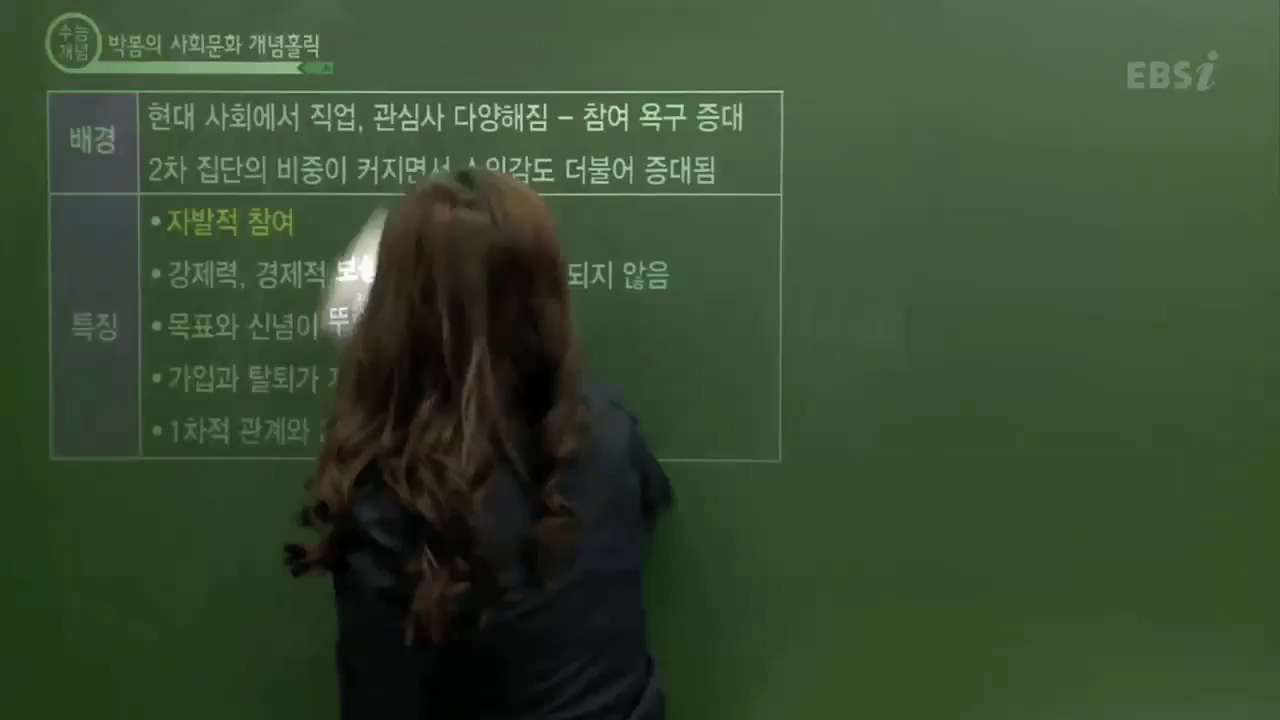 수능
개념
박봄의 사회문화 개념홀릭
EBSi
배경
현대 사회에서 직업, 관심사 다양해짐 – 참여 욕구 증대
2차 집단의 비중이 커지면서 더불어 증대됨
특징
• 자발적 참여
• 강제력, 경제적 되지 않음
• 목표와 신념이
• 가입과 탈퇴가
• 1차적 관계와